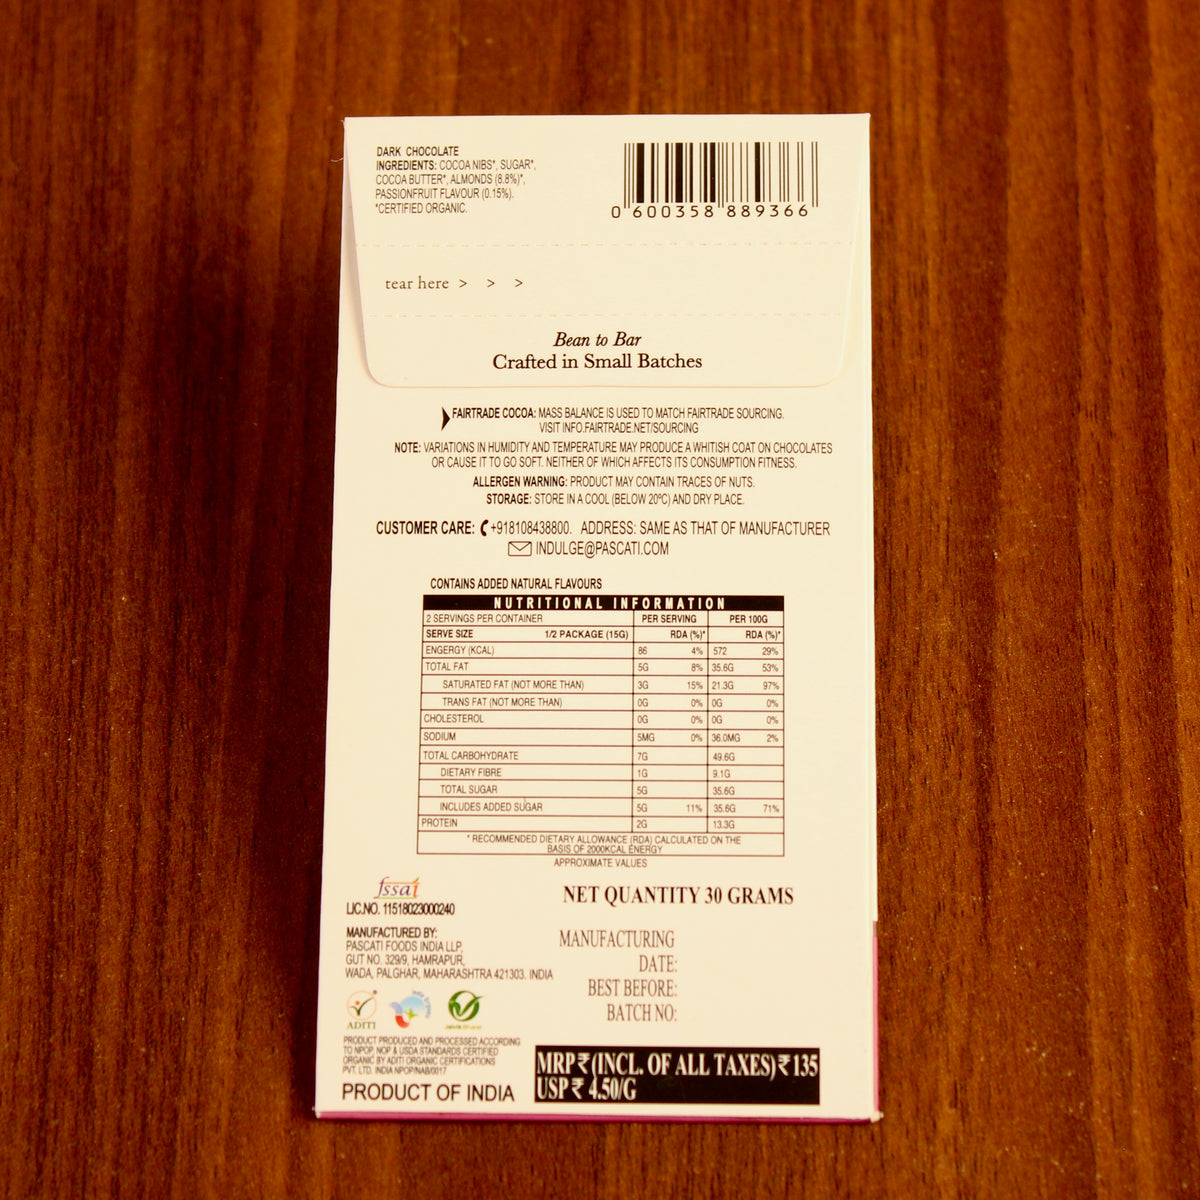 DARK CHOCOLATE
INGREDIENTS: COCOA NIBS*, SUGAR*,
COCOA BUTTER*, ALMONDS (8.8%)*,
PASSIONFRUIT FLAVOUR (0.15%).
*CERTIFIED ORGANIC.
0 600358 889366
tear here > > >
Bean to Bar
Crafted in Small Batches
FAIRTRADE COCOA: MASS BALANCE IS USED TO MATCH FAIRTRADE SOURCING.
VISIT INFO.FAIRTRADE.NET/SOURCING
NOTE: VARIATIONS IN HUMIDITY AND TEMPERATURE MAY PRODUCE A WHITISH COAT ON CHOCOLATES
OR CAUSE IT TO GO SOFT. NEITHER OF WHICH AFFECTS ITS CONSUMPTION FITNESS.
ALLERGEN WARNING: PRODUCT MAY CONTAIN TRACES OF NUTS.
STORAGE: STORE IN A COOL (BELOW 20ºC) AND DRY PLACE.
CUSTOMER CARE: +918108438800. ADDRESS: SAME AS THAT OF MANUFACTURER
INDULGE@PASCATI.COM
CONTAINS ADDED NATURAL FLAVOURS
NUTRITIONAL INFORMATION
2 SERVINGS PER CONTAINER PER SERVING PER 100G
SERVE SIZE 1/2 PACKAGE (15G) RDA (%)* RDA (%)*
ENGERGY (KCAL) 86 4% 572 29%
TOTAL FAT 5G 8% 35.6G 53%
SATURATED FAT (NOT MORE THAN) 3G 15% 21.3G 97%
TRANS FAT (NOT MORE THAN) 0G 0% 0G 0%
CHOLESTEROL 0G 0% 0G 0%
SODIUM 5MG 0% 36.0MG 2%
TOTAL CARBOHYDRATE 7G 49.6G
DIETARY FIBRE 1G 9.1G
TOTAL SUGAR 5G 35.6G
INCLUDES ADDED SUGAR 5G 11% 35.6G 71%
PROTEIN 2G 13.3G
* RECOMMENDED DIETARY ALLOWANCE (RDA) CALCULATED ON THE
BASIS OF 2000KCAL ENERGY
APPROXIMATE VALUES
fssai
LIC.NO. 11518023000240
NET QUANTITY 30 GRAMS
MANUFACTURED BY:
PASCATI FOODS INDIA LLP,
GUT NO. 329/9, HAMRAPUR,
WADA, PALGHAR, MAHARASHTRA 421303. INDIA
MANUFACTURING
DATE:
BEST BEFORE:
BATCH NO:
ADITI
PRODUCT PRODUCED AND PROCESSED ACCORDING
TO NPOP, NOP & USDA STANDARDS CERTIFIED
ORGANIC BY ADITI ORGANIC CERTIFICATIONS
PVT. LTD. INDIA NPOP/NAB/0017
PRODUCT OF INDIA
MRP₹(INCL. OF ALL TAXES)₹135
USP₹ 4.50/G